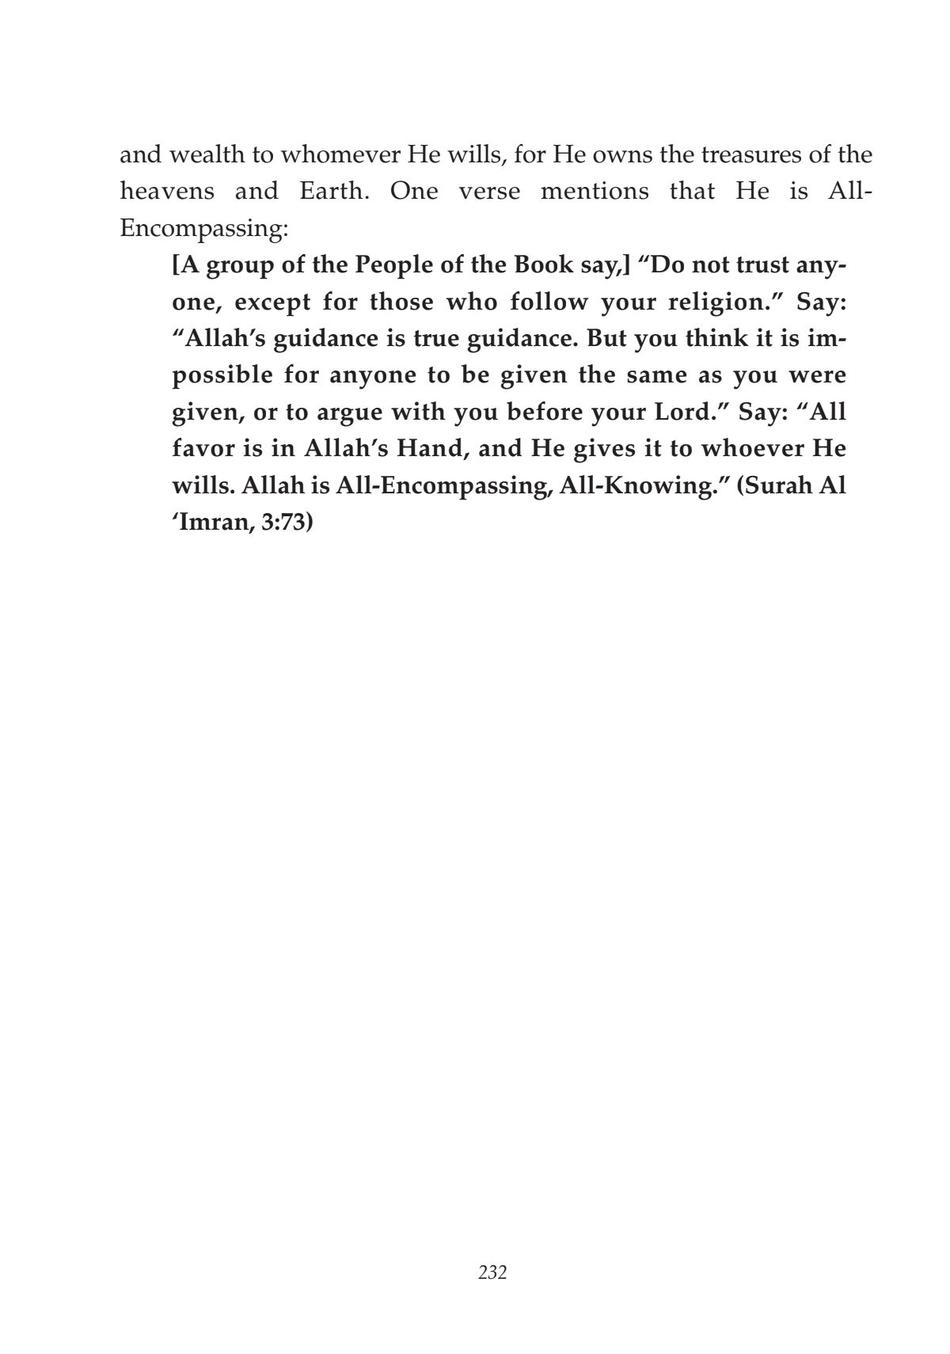 and wealth to whomever He wills, for He owns the treasures of the
heavens and Earth. One verse mentions that He is All-
Encompassing:
[A group of the People of the Book say,] “Do not trust any-
one, except for those who follow your religion.” Say:
“Allah’s guidance is true guidance. But you think it is im-
possible for anyone to be given the same as you were
given, or to argue with you before your Lord.” Say: “All
favor is in Allah’s Hand, and He gives it to whoever He
wills. Allah is All-Encompassing, All-Knowing.” (Surah Al
‘Imran, 3:73)
232